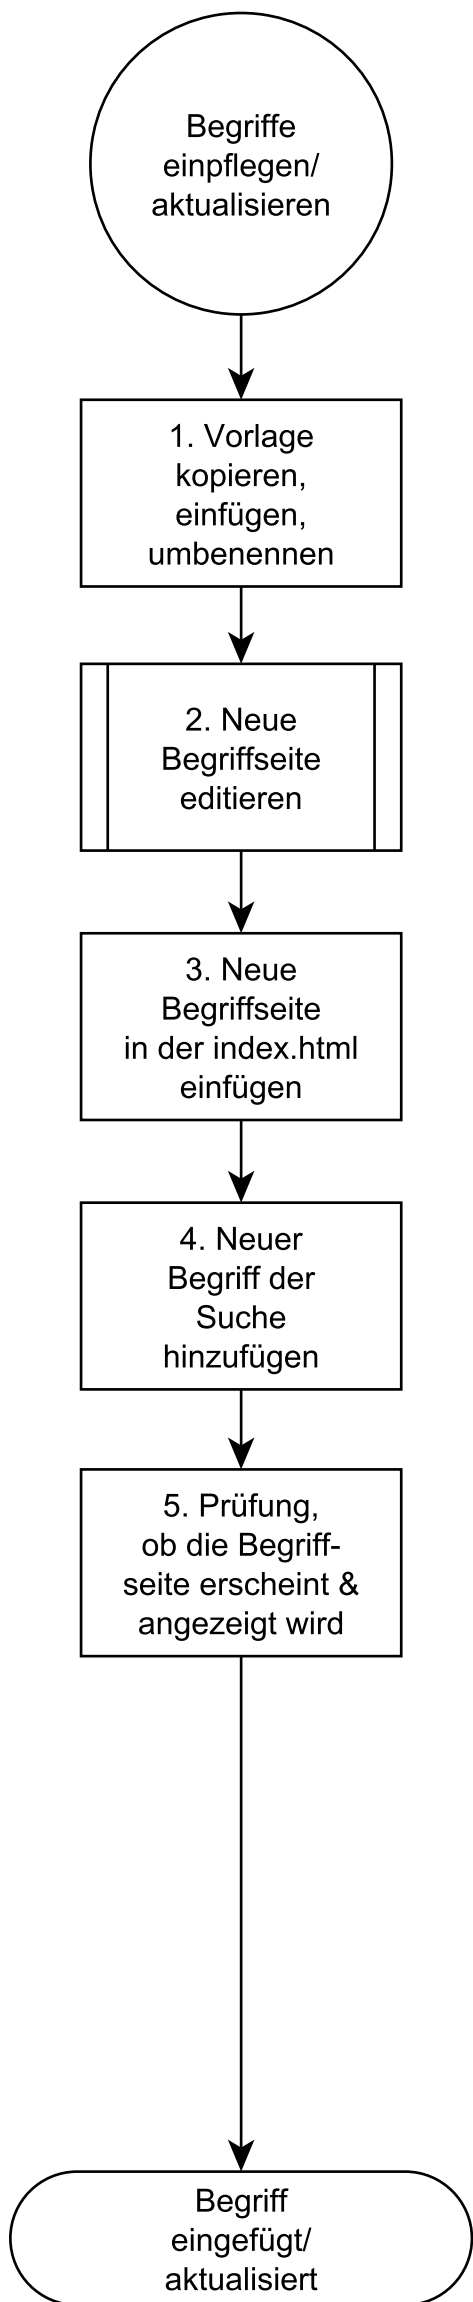 Begriffe
einpflegen/
aktualisieren
1. Vorlage
kopieren,
einfügen,
umbenennen
2. Neue
Begriffseite
editieren
3. Neue
Begriffseite
in der index.html
einfügen
4. Neuer
Begriff der
Suche
hinzufügen
5. Prüfung,
ob die Begriff-
seite erscheint &
angezeigt wird
Begriff
eingefügt/
aktualisiert